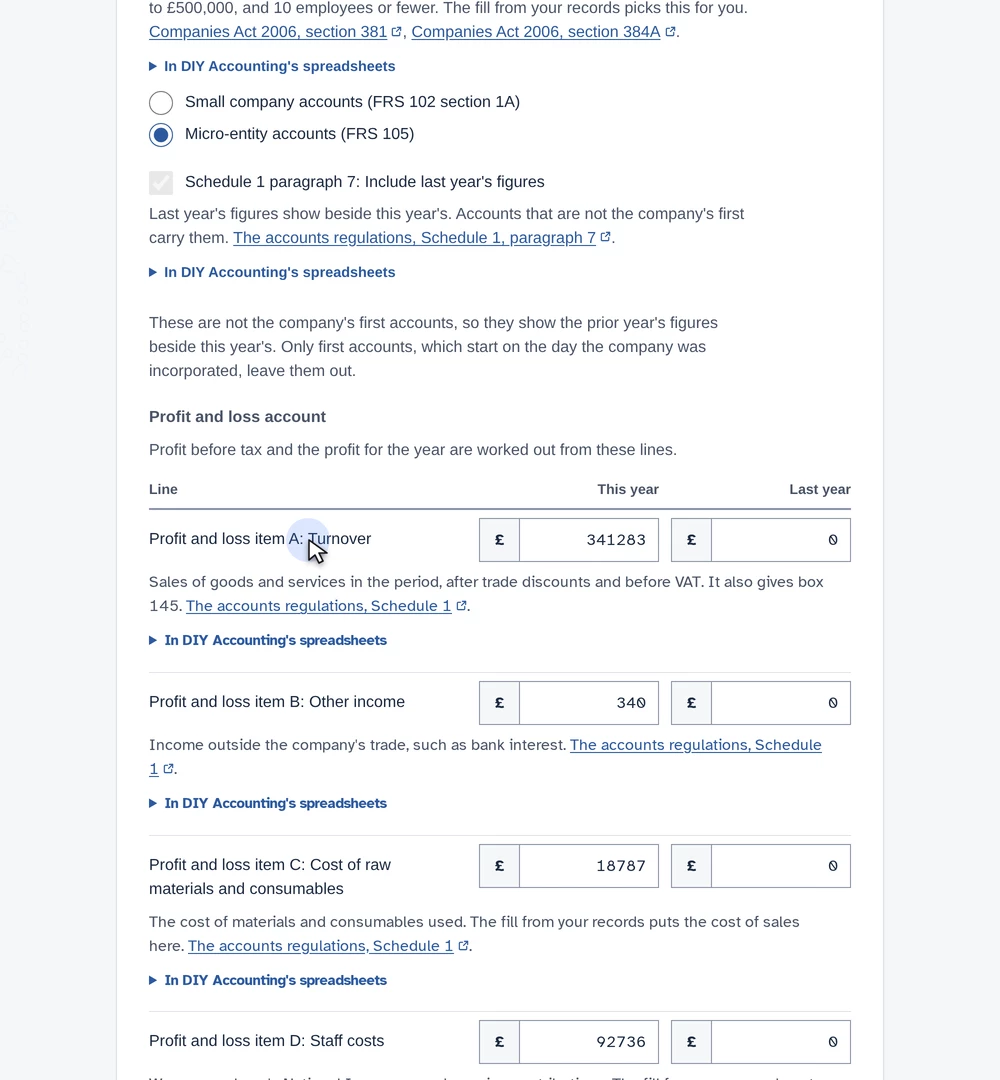 to £500,000, and 10 employees or fewer. The fill from your records picks this for you.
Companies Act 2006, section 381, Companies Act 2006, section 384A.
In DIY Accounting's spreadsheets
Small company accounts (FRS 102 section 1A)
Micro-entity accounts (FRS 105)
Schedule 1 paragraph 7: Include last year's figures
Last year's figures show beside this year's. Accounts that are not the company's first
carry them. The accounts regulations, Schedule 1, paragraph 7.
In DIY Accounting's spreadsheets
These are not the company's first accounts, so they show the prior year's figures
beside this year's. Only first accounts, which start on the day the company was
incorporated, leave them out.
Profit and loss account
Profit before tax and the profit for the year are worked out from these lines.
Line This year Last year
Profit and loss item A: Turnover £ 341283 £ 0
Sales of goods and services in the period, after trade discounts and before VAT. It also gives box
145. The accounts regulations, Schedule 1.
In DIY Accounting's spreadsheets
Profit and loss item B: Other income £ 340 £ 0
Income outside the company's trade, such as bank interest. The accounts regulations, Schedule
1.
In DIY Accounting's spreadsheets
Profit and loss item C: Cost of raw £ 18787 £ 0
materials and consumables
The cost of materials and consumables used. The fill from your records puts the cost of sales
here. The accounts regulations, Schedule 1.
In DIY Accounting's spreadsheets
Profit and loss item D: Staff costs £ 92736 £ 0